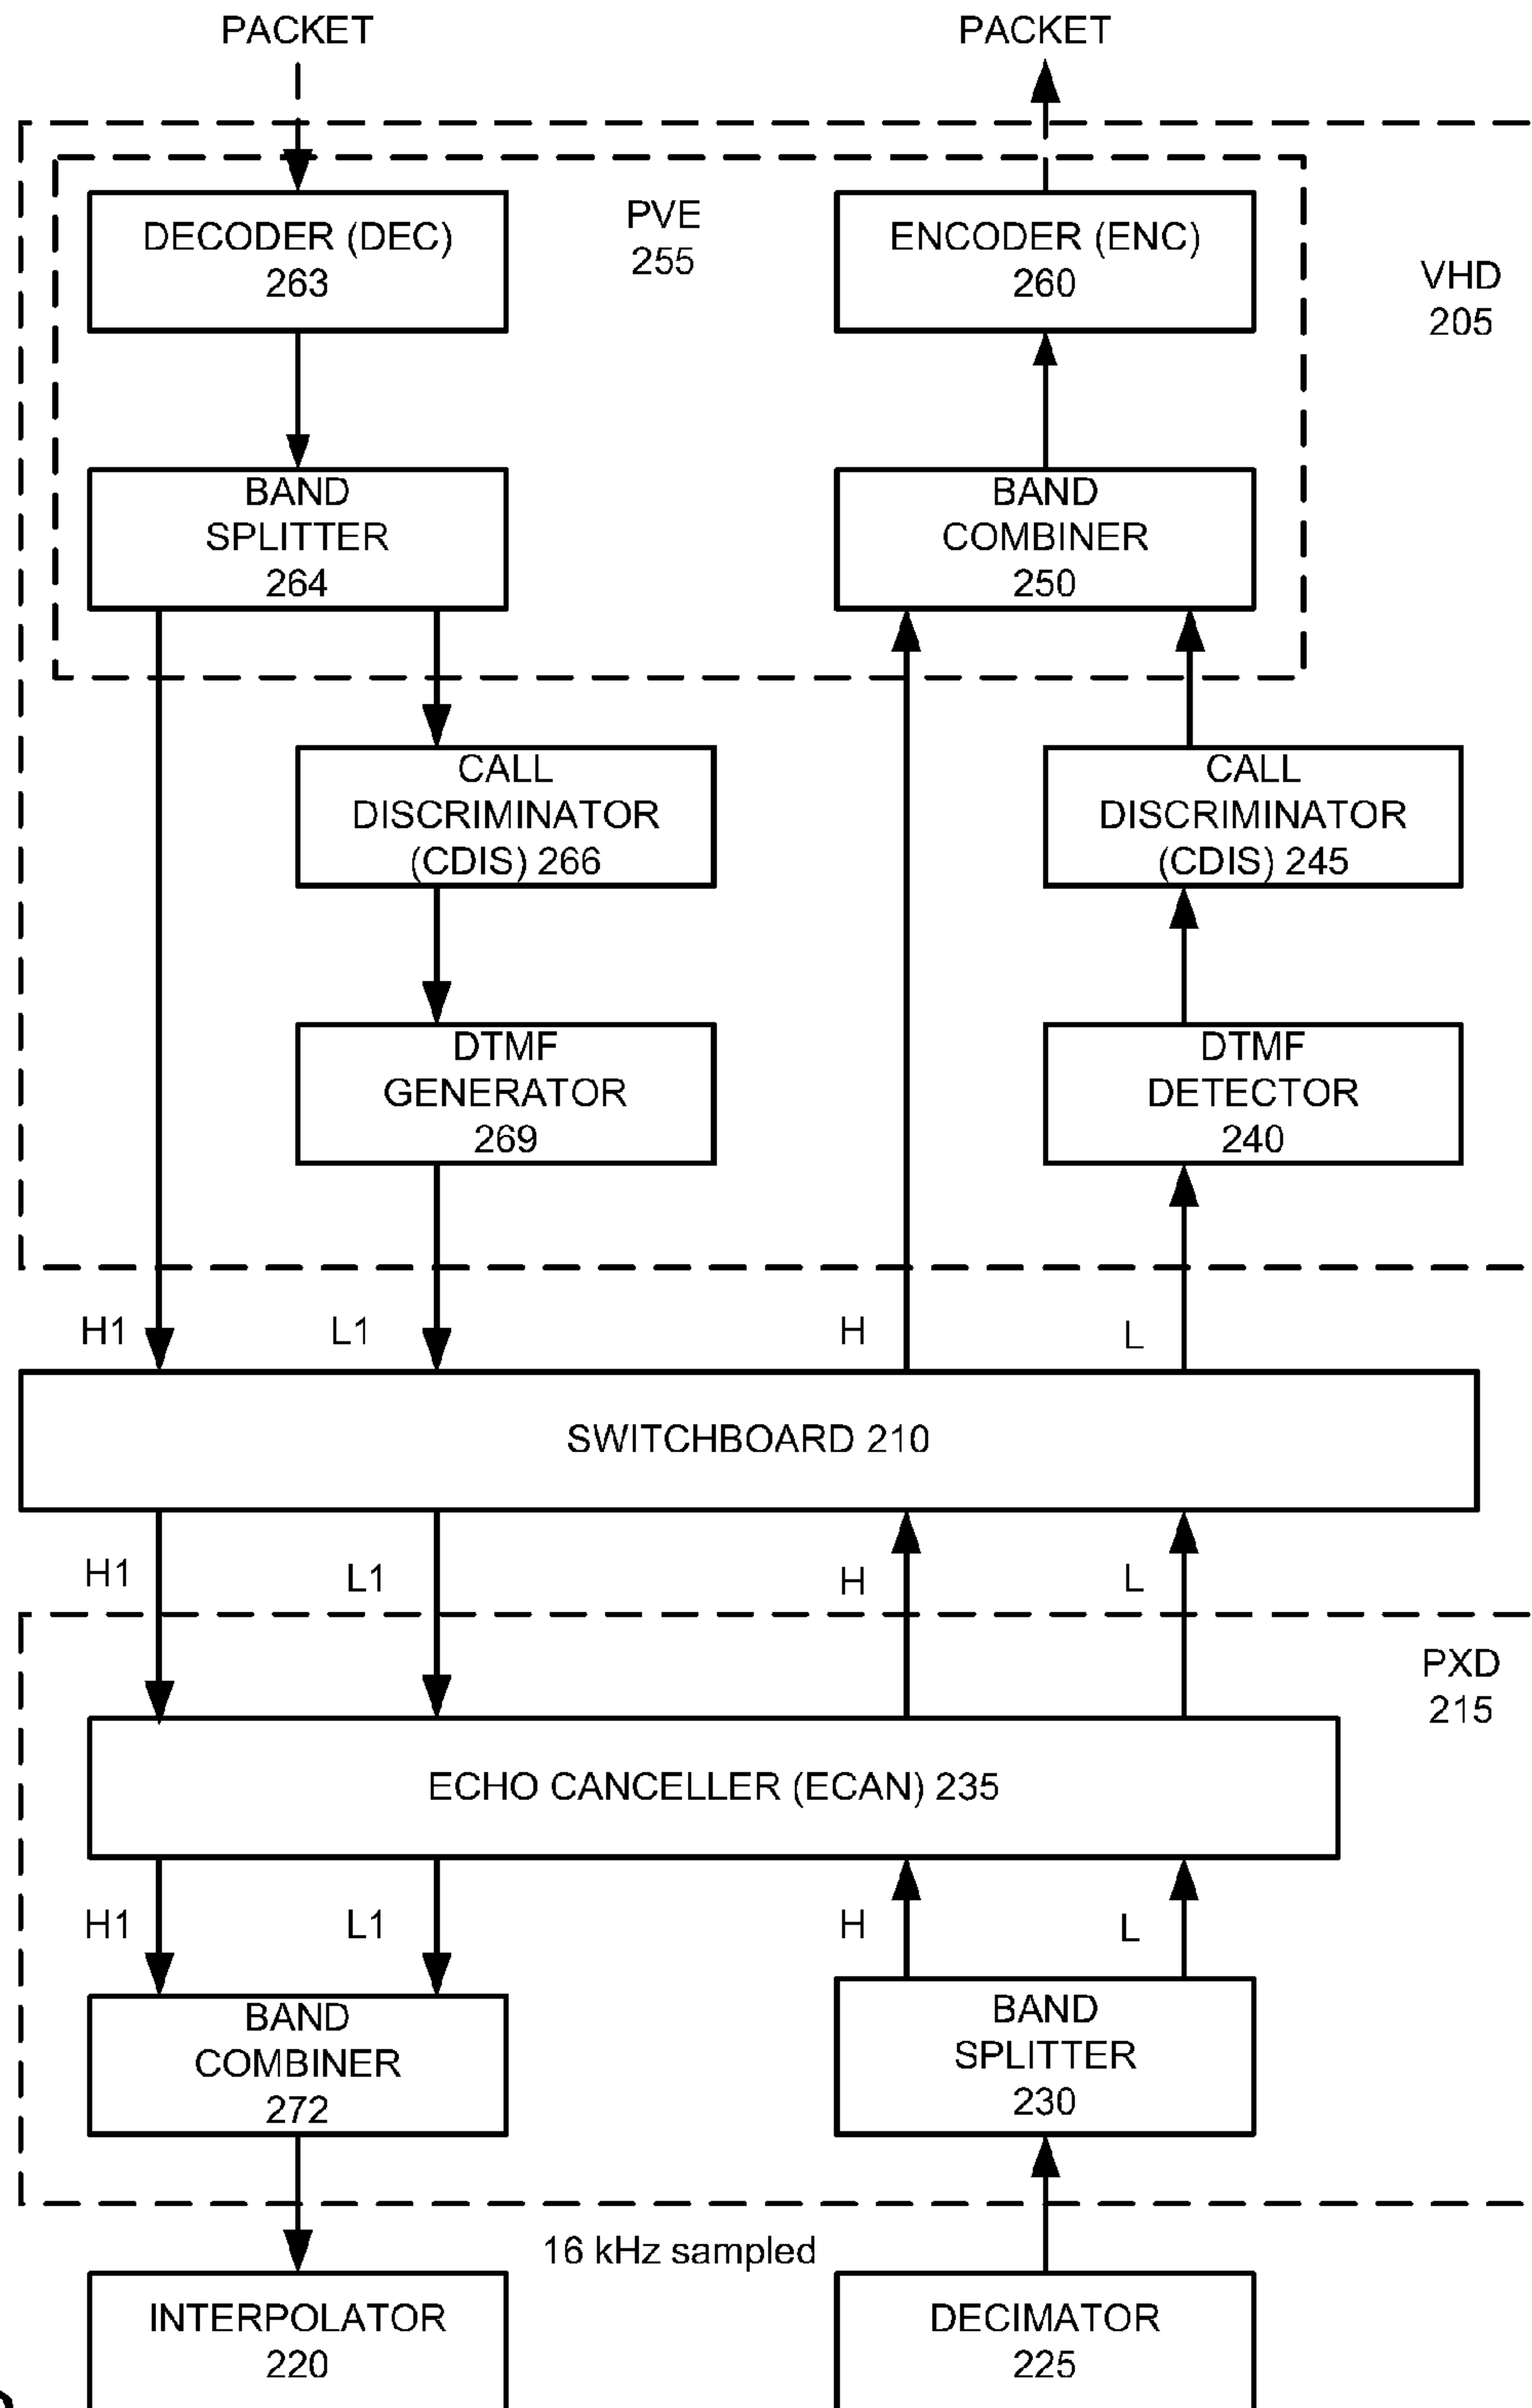 PACKET
PACKET
DECODER (DEC)
263
PVE
255
ENCODER (ENC)
260
VHD
205
BAND
SPLITTER
264
BAND
COMBINER
250
CALL
DISCRIMINATOR
(CDIS) 266
CALL
DISCRIMINATOR
(CDIS) 245
DTMF
GENERATOR
269
DTMF
DETECTOR
240
H1
L1
H
L
SWITCHBOARD 210
H1
L1
H
L
PXD
215
ECHO CANCELLER (ECAN) 235
H1
L1
H
L
BAND
COMBINER
272
BAND
SPLITTER
230
16 kHz sampled
INTERPOLATOR
220
DECIMATOR
225